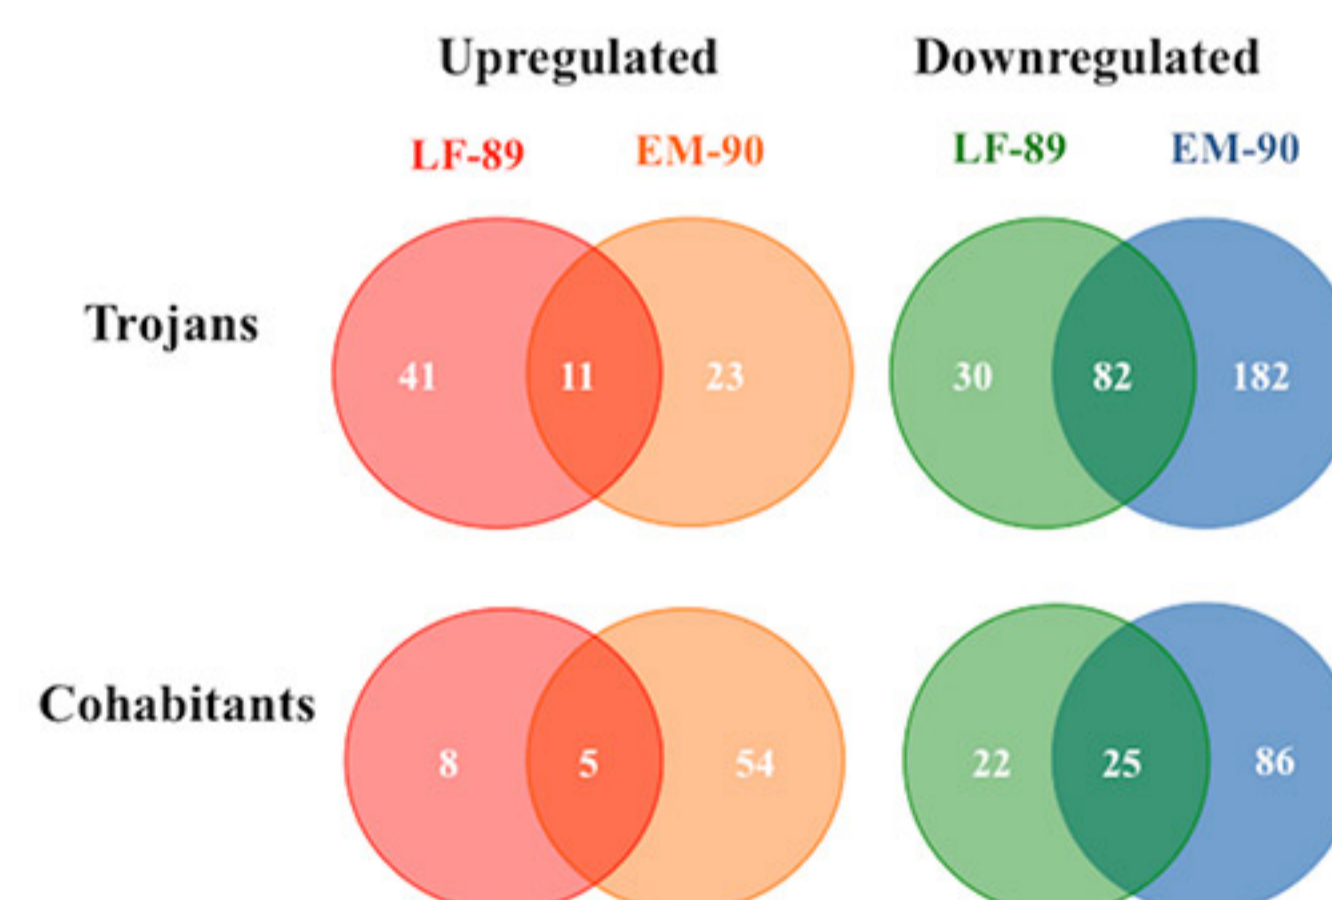 Upregulated Downregulated
LF-89 EM-90 LF-89 EM-90
Trojans
41 11 23 30 82 182
Cohabitants
8 5 54 22 25 86